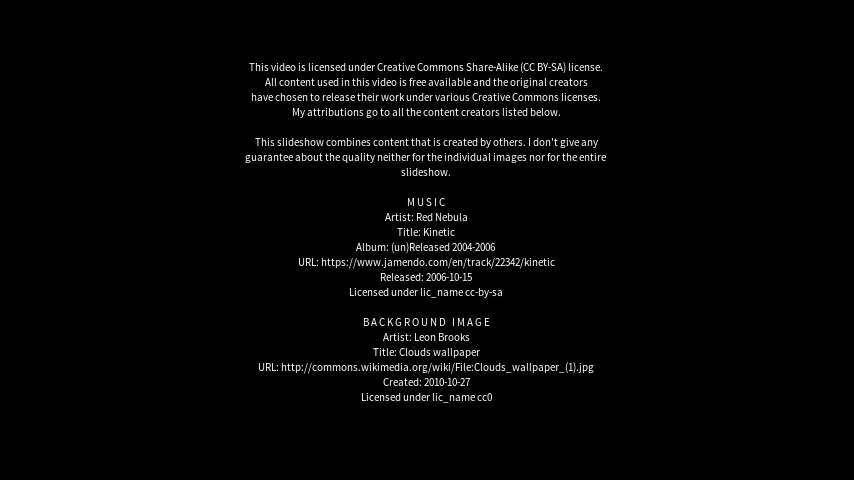 This video is licensed under Creative Commons Share-Alike (CC BY-SA) license.
All content used in this video is free available and the original creators
have chosen to release their work under various Creative Commons licenses.
My attributions go to all the content creators listed below.
This slideshow combines content that is created by others. I don't give any
guarantee about the quality neither for the individual images nor for the entire
slideshow.
MUSIC
Artist: Red Nebula
Title: Kinetic
Album: (un)Released 2004-2006
URL: https://www.jamendo.com/en/track/22342/kinetic
Released: 2006-10-15
Licensed under lic_name cc-by-sa
BACKGROUND IMAGE
Artist: Leon Brooks
Title: Clouds wallpaper
URL: http://commons.wikimedia.org/wiki/File:Clouds_wallpaper_(1).jpg
Created: 2010-10-27
Licensed under lic_name cc0